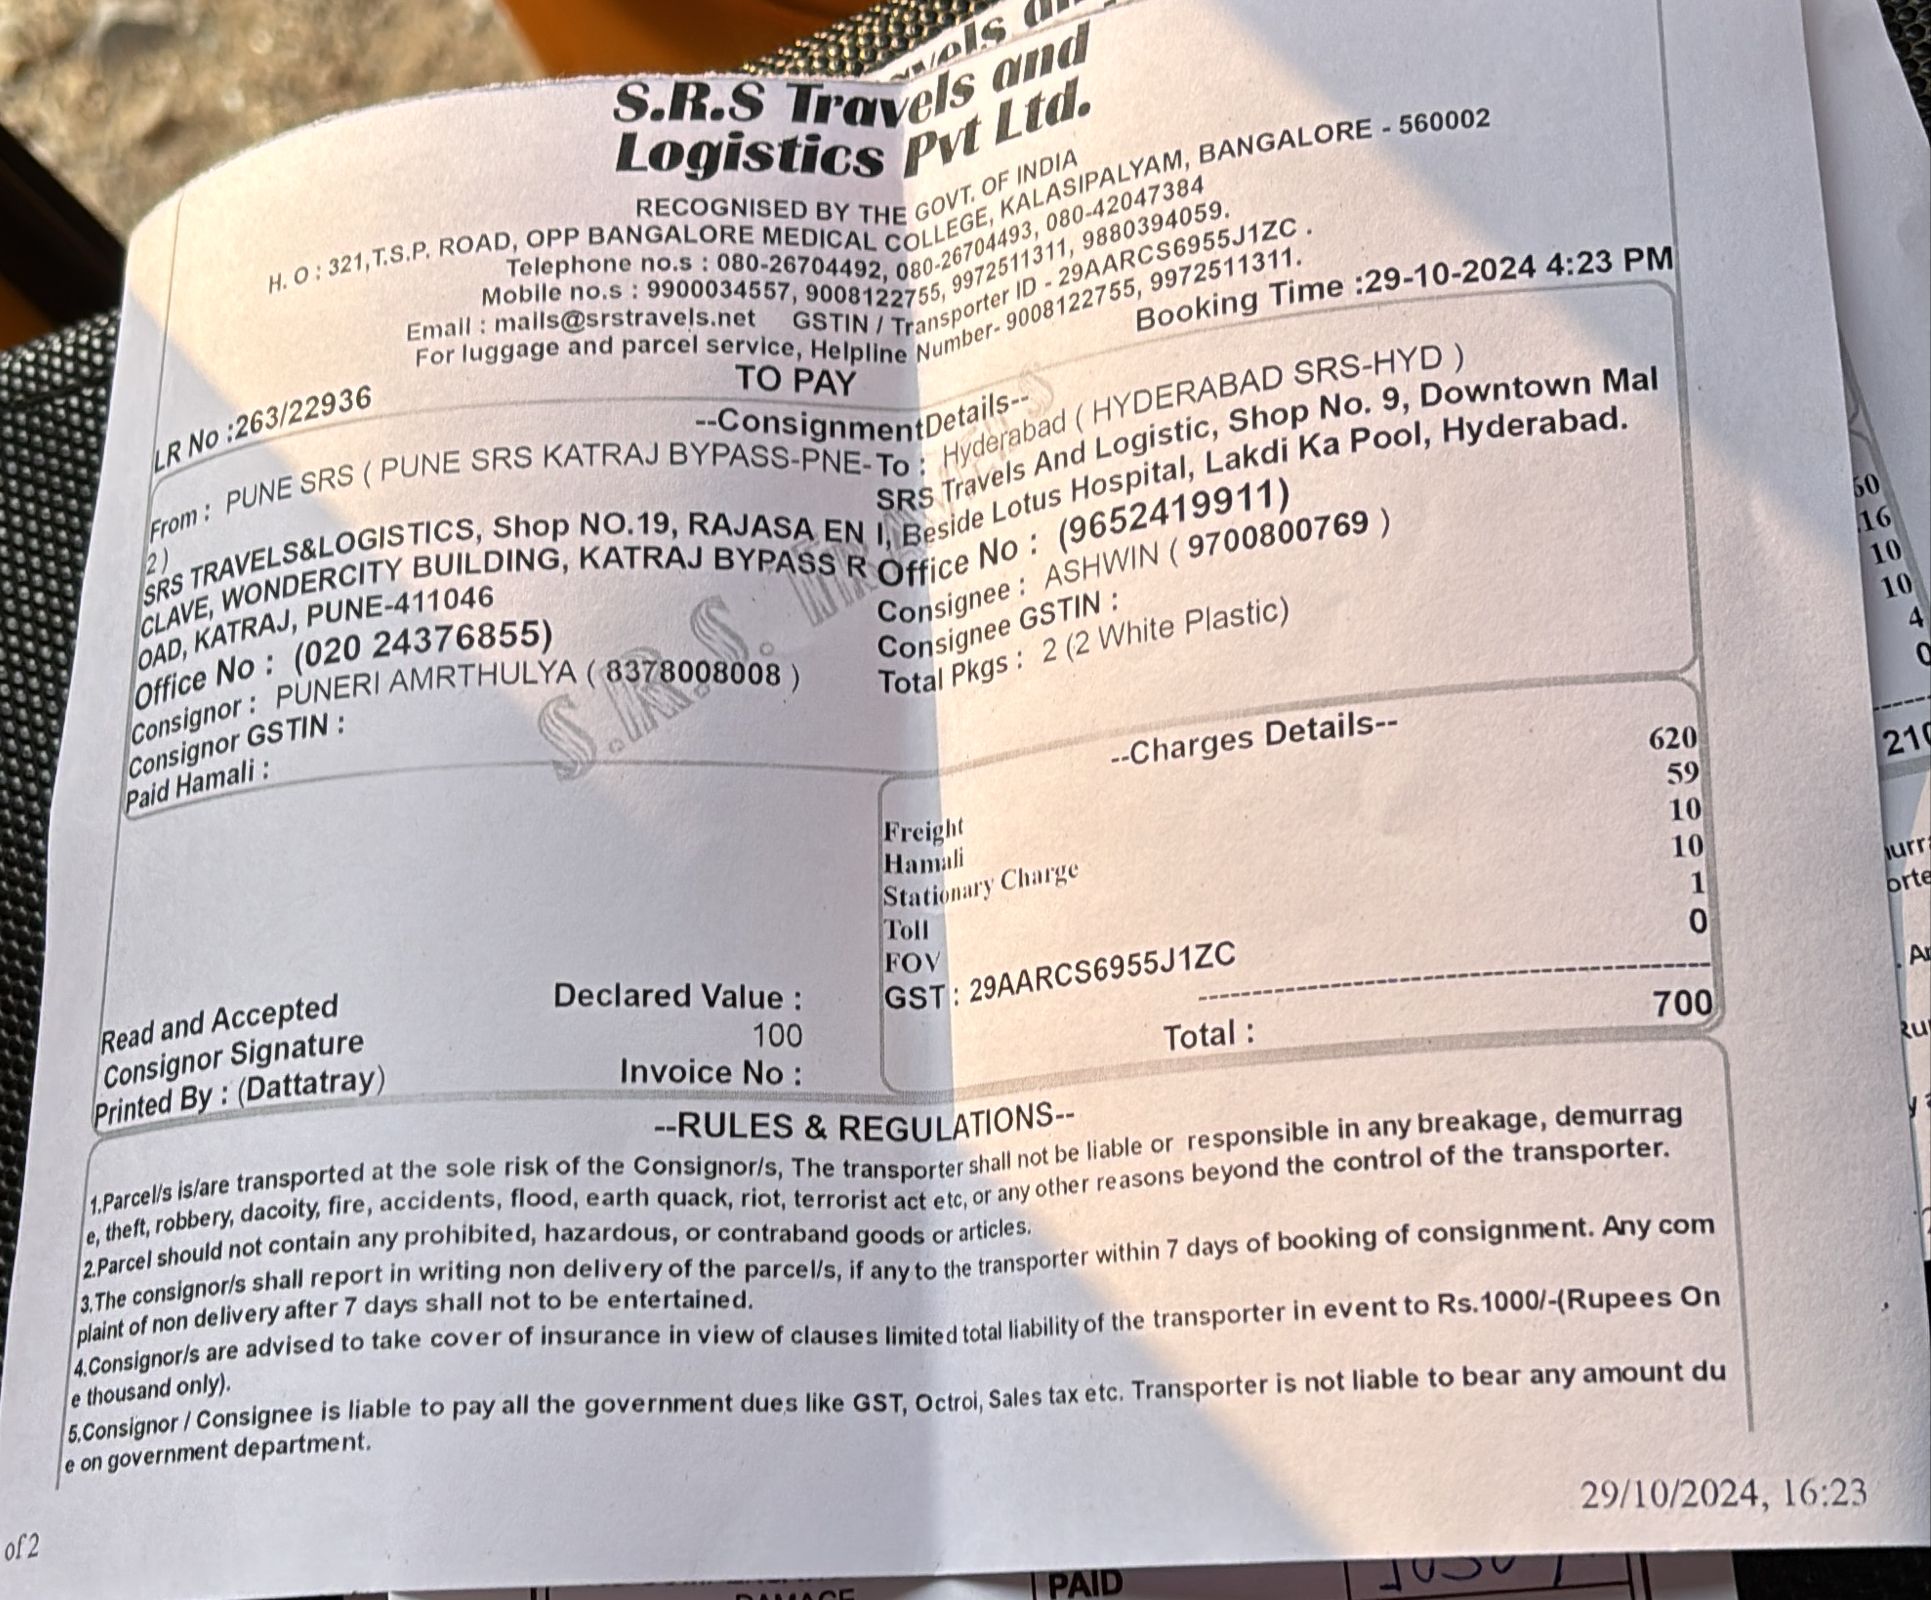 S.R.S Travels and
Logistics Pvt Ltd.
RECOGNISED BY THE GOVT. OF INDIA
H. O : 321,T.S.P. ROAD, OPP BANGALORE MEDICAL COLLEGE, KALASIPALYAM, BANGALORE - 560002
Telephone no.s : 080-26704492, 080-26704493, 080-42047384
Mobile no.s : 9900034557, 9008122755, 9972511311, 9880394059.
Email : mails@srstravels.net GSTIN / Transporter ID - 29AARCS6955J1ZC .
For luggage and parcel service, Helpline Number- 9008122755, 9972511311.
TO PAY
Booking Time :29-10-2024 4:23 PM
LR No :263/22936
--ConsignmentDetails--
From : PUNE SRS ( PUNE SRS KATRAJ BYPASS-PNE-
2 )
SRS TRAVELS&LOGISTICS, Shop NO.19, RAJASA EN
CLAVE, WONDERCITY BUILDING, KATRAJ BYPASS R
OAD, KATRAJ, PUNE-411046
Office No : (020 24376855)
Consignor : PUNERI AMRTHULYA ( 8378008008 )
Consignor GSTIN :
Paid Hamali :
To : Hyderabad ( HYDERABAD SRS-HYD )
SRS Travels And Logistic, Shop No. 9, Downtown Mal
l, Beside Lotus Hospital, Lakdi Ka Pool, Hyderabad.
Office No : (9652419911)
Consignee : ASHWIN ( 9700800769 )
Consignee GSTIN :
Total Pkgs : 2 (2 White Plastic)
S.R.S. TRAVELS
--Charges Details--
Freight 620
Hamali 59
Stationary Charge 10
Toll 10
FOV 1
GST : 29AARCS6955J1ZC 0
Total : 700
Read and Accepted
Consignor Signature
Printed By : (Dattatray)
Declared Value :
100
Invoice No :
--RULES & REGULATIONS--
1.Parcel/s is/are transported at the sole risk of the Consignor/s, The transporter shall not be liable or responsible in any breakage, demurrag
e, theft, robbery, dacoity, fire, accidents, flood, earth quack, riot, terrorist act etc, or any other reasons beyond the control of the transporter.
2.Parcel should not contain any prohibited, hazardous, or contraband goods or articles.
3.The consignor/s shall report in writing non delivery of the parcel/s, if any to the transporter within 7 days of booking of consignment. Any com
plaint of non delivery after 7 days shall not to be entertained.
4.Consignor/s are advised to take cover of insurance in view of clauses limited total liability of the transporter in event to Rs.1000/-(Rupees On
e thousand only).
5.Consignor / Consignee is liable to pay all the government dues like GST, Octroi, Sales tax etc. Transporter is not liable to bear any amount du
e on government department.
29/10/2024, 16:23
of 2
PAID
60
16
10
10
4
0
210